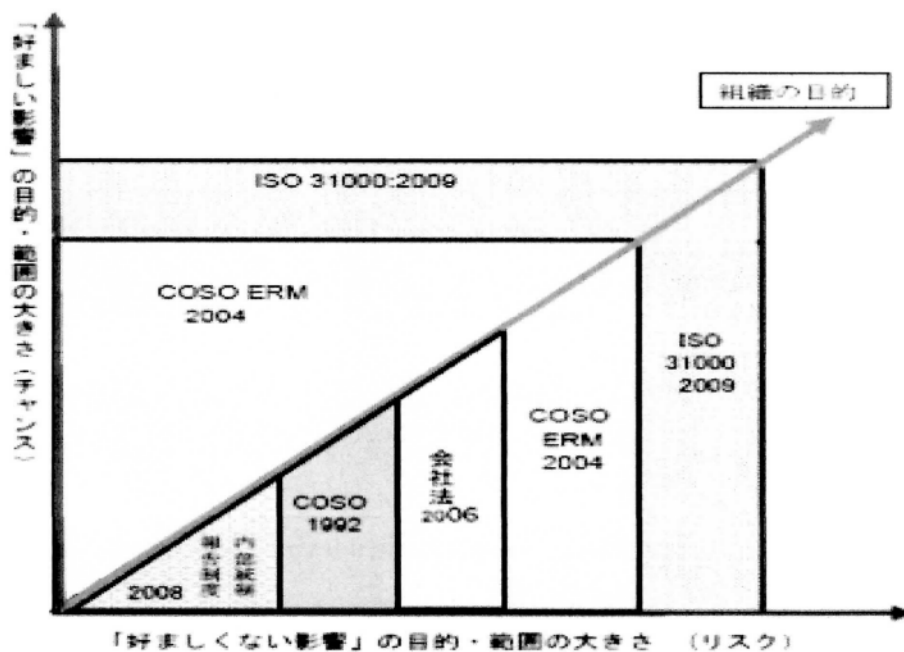 「好ましい影響」の目的・範囲の大きさ（チャンス）
組織の目的
ISO 31000:2009
COSO ERM
2004
ISO
31000
2009
COSO
ERM
2004
会社法
2006
COSO
1992
内部統制
報告制度
2008
「好ましくない影響」の目的・範囲の大きさ （リスク）